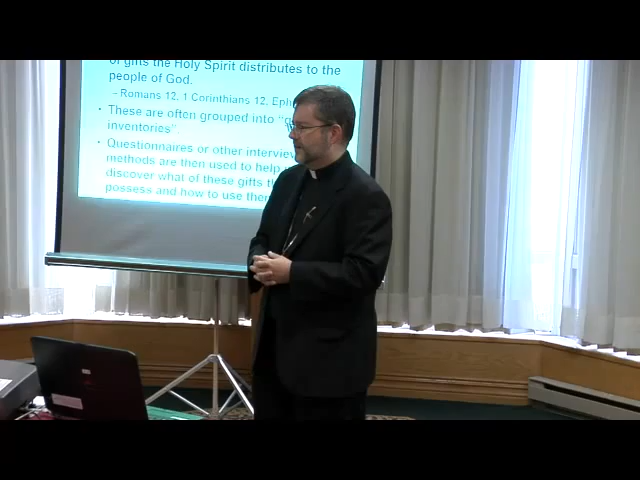 of gifts the Holy Spirit distributes to the
people of God.
– Romans 12, 1 Corinthians 12, Eph
• These are often grouped into "
inventories".
• Questionnaires or other interview
methods are then used to help
discover what of these gifts
possess and how to use